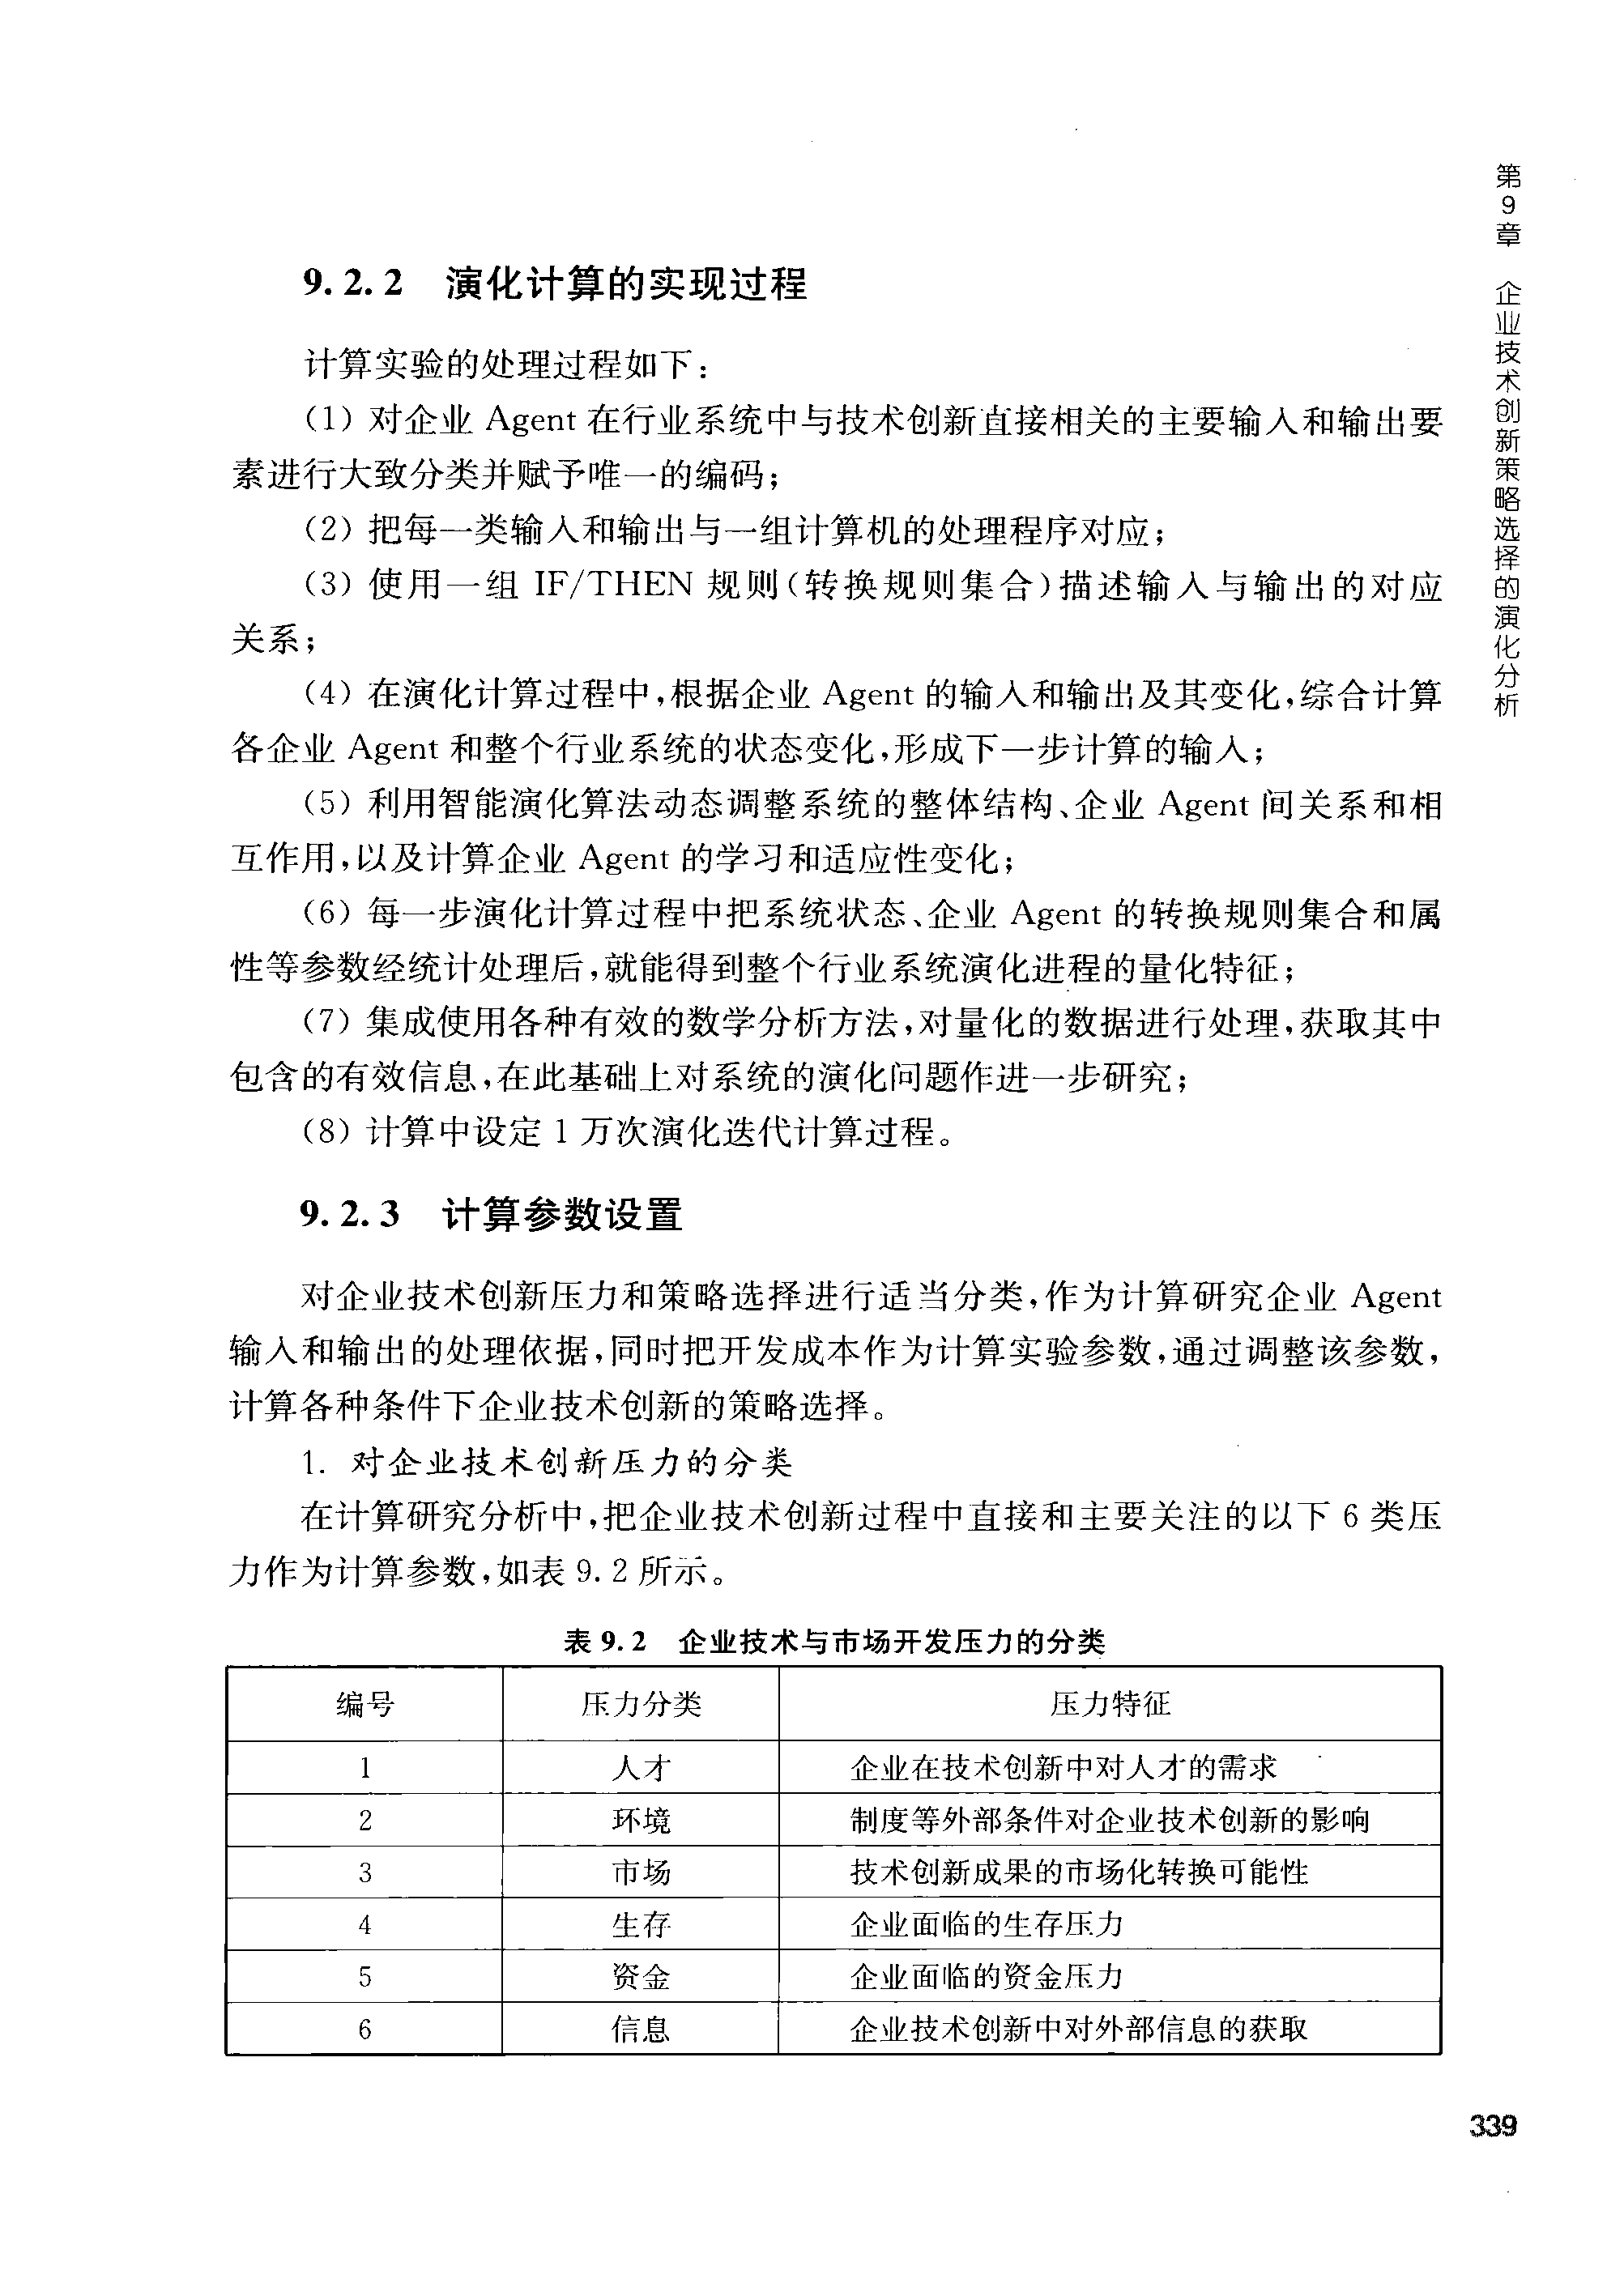 第9章 企业技术创新策略选择的演化分析
9.2.2 演化计算的实现过程
计算实验的处理过程如下：
（1）对企业 Agent 在行业系统中与技术创新直接相关的主要输入和输出要
素进行大致分类并赋予唯一的编码；
（2）把每一类输入和输出与一组计算机的处理程序对应；
（3）使用一组 IF/THEN 规则(转换规则集合)描述输入与输出的对应
关系；
（4）在演化计算过程中，根据企业 Agent 的输入和输出及其变化，综合计算
各企业 Agent 和整个行业系统的状态变化，形成下一步计算的输入；
（5）利用智能演化算法动态调整系统的整体结构、企业 Agent 间关系和相
互作用，以及计算企业 Agent 的学习和适应性变化；
（6）每一步演化计算过程中把系统状态、企业 Agent 的转换规则集合和属
性等参数经统计处理后，就能得到整个行业系统演化进程的量化特征；
（7）集成使用各种有效的数学分析方法，对量化的数据进行处理，获取其中
包含的有效信息，在此基础上对系统的演化问题作进一步研究；
（8）计算中设定 1 万次演化迭代计算过程。
9.2.3 计算参数设置
对企业技术创新压力和策略选择进行适当分类，作为计算研究企业 Agent
输入和输出的处理依据，同时把开发成本作为计算实验参数，通过调整该参数，
计算各种条件下企业技术创新的策略选择。
1. 对企业技术创新压力的分类
在计算研究分析中，把企业技术创新过程中直接和主要关注的以下 6 类压
力作为计算参数，如表 9.2 所示。
表 9.2 企业技术与市场开发压力的分类
编号 压力分类 压力特征
1 人才 企业在技术创新中对人才的需求
2 环境 制度等外部条件对企业技术创新的影响
3 市场 技术创新成果的市场化转换可能性
4 生存 企业面临的生存压力
5 资金 企业面临的资金压力
6 信息 企业技术创新中对外部信息的获取
339